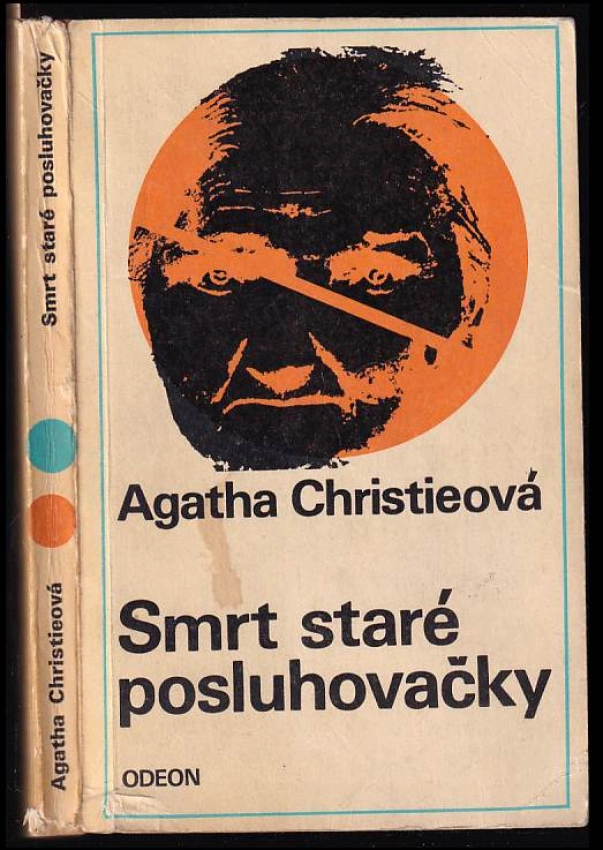 Smrt staré posluhovačky
Agatha Christieová
Agatha Christieová
Smrt staré
posluhovačky
ODEON